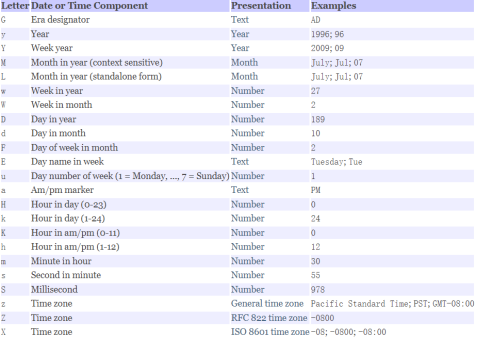 Letter Date or Time Component Presentation Examples
G Era designator Text AD
y Year Year 1996; 96
Y Week year Year 2009; 09
M Month in year (context sensitive) Month July; Jul; 07
L Month in year (standalone form) Month July; Jul; 07
w Week in year Number 27
W Week in month Number 2
D Day in year Number 189
d Day in month Number 10
F Day of week in month Number 2
E Day name in week Text Tuesday; Tue
u Day number of week (1 = Monday, ..., 7 = Sunday) Number 1
a Am/pm marker Text PM
H Hour in day (0-23) Number 0
k Hour in day (1-24) Number 24
K Hour in am/pm (0-11) Number 0
h Hour in am/pm (1-12) Number 12
m Minute in hour Number 30
s Second in minute Number 55
S Millisecond Number 978
z Time zone General time zone Pacific Standard Time; PST; GMT-08:00
Z Time zone RFC 822 time zone -0800
X Time zone ISO 8601 time zone -08; -0800; -08:00